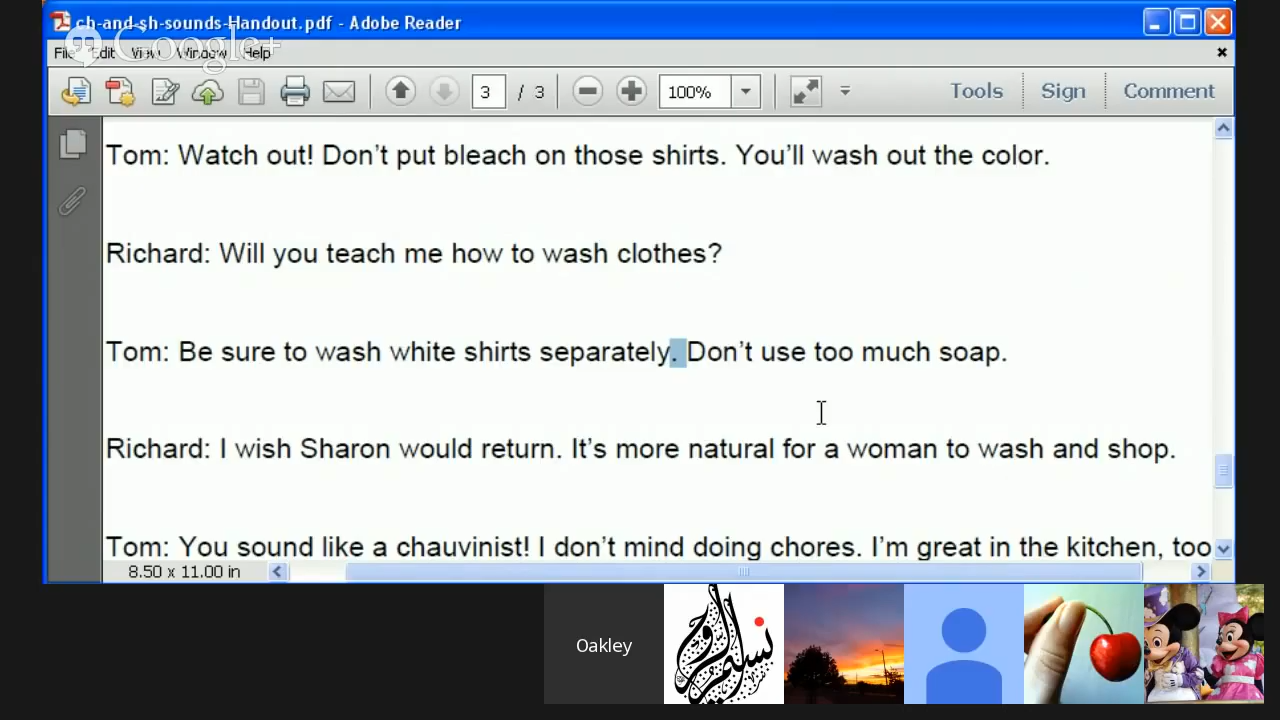 ch-and-sh-sounds-Handout.pdf - Adobe Reader
Google+
File Edit View Window Help
3 / 3 100% Tools Sign Comment
Tom: Watch out! Don't put bleach on those shirts. You'll wash out the color.
Richard: Will you teach me how to wash clothes?
Tom: Be sure to wash white shirts separately. Don't use too much soap.
Richard: I wish Sharon would return. It's more natural for a woman to wash and shop.
Tom: You sound like a chauvinist! I don't mind doing chores. I'm great in the kitchen, too
8.50 x 11.00 in
Oakley